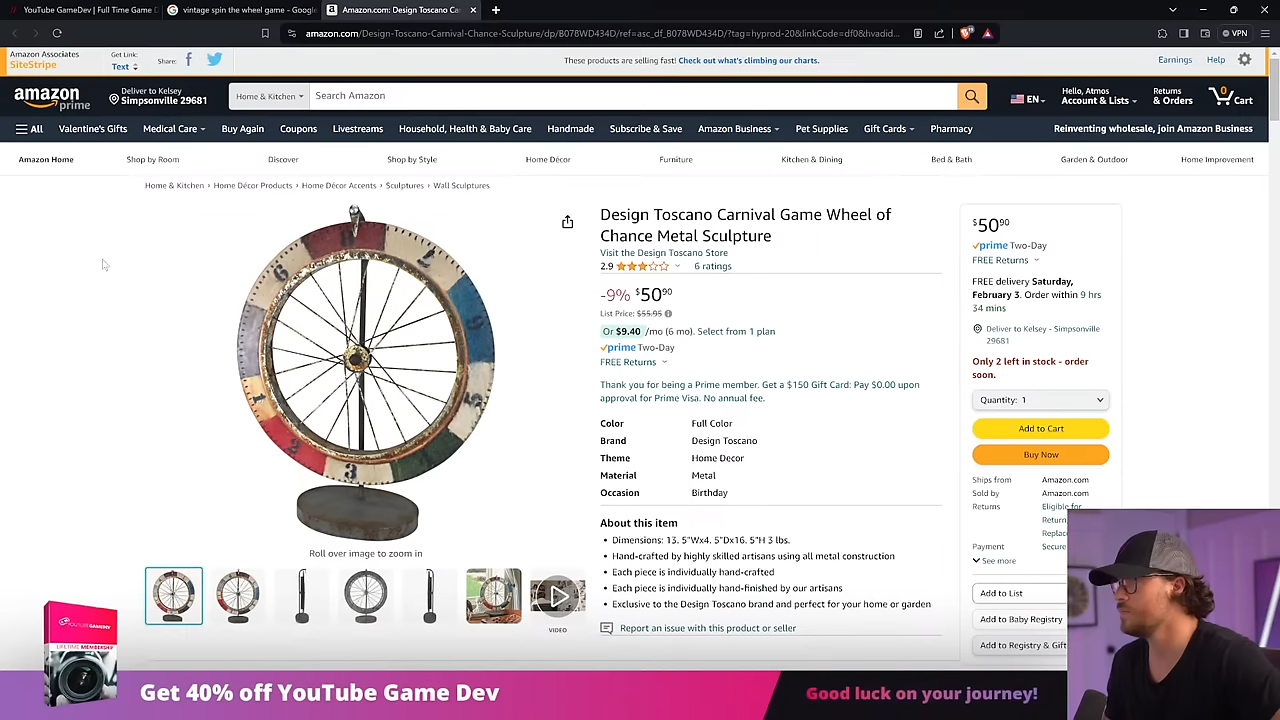 YouTube GameDev | Full Time Game D
vintage spin the wheel game - Google
Amazon.com: Design Toscano Car
amazon.com/Design-Toscano-Carnival-Chance-Sculpture/dp/B078WD434D/ref=asc_df_B078WD434D/?tag=hyprod-20&linkCode=df0&hvadid...
VPN
Amazon Associates
SiteStripe
Get Link:
Text
Share:
These products are selling fast! Check out what's climbing our charts.
Earnings
Help
amazon
prime
Deliver to Kelsey
Simpsonville 29681
Home & Kitchen
Search Amazon
EN
Hello, Atmos
Account & Lists
Returns
& Orders
0
Cart
All
Valentine's Gifts
Medical Care
Buy Again
Coupons
Livestreams
Household, Health & Baby Care
Handmade
Subscribe & Save
Amazon Business
Pet Supplies
Gift Cards
Pharmacy
Reinventing wholesale, join Amazon Business
Amazon Home
Shop by Room
Discover
Shop by Style
Home Décor
Furniture
Kitchen & Dining
Bed & Bath
Garden & Outdoor
Home Improvement
Home & Kitchen › Home Décor Products › Home Décor Accents › Sculptures › Wall Sculptures
Roll over image to zoom in
VIDEO
Design Toscano Carnival Game Wheel of
Chance Metal Sculpture
Visit the Design Toscano Store
2.9
6 ratings
-9% $50 90
List Price: $55.95
Or $9.40 /mo (6 mo). Select from 1 plan
prime Two-Day
FREE Returns
Thank you for being a Prime member. Get a $150 Gift Card: Pay $0.00 upon
approval for Prime Visa. No annual fee.
Color Full Color
Brand Design Toscano
Theme Home Decor
Material Metal
Occasion Birthday
About this item
• Dimensions: 13. 5"Wx4. 5"Dx16. 5"H 3 lbs.
• Hand-crafted by highly skilled artisans using all metal construction
• Each piece is individually hand-crafted
• Each piece is individually hand-finished by our artisans
• Exclusive to the Design Toscano brand and perfect for your home or garden
Report an issue with this product or seller
$50 90
prime Two-Day
FREE Returns
FREE delivery Saturday,
February 3. Order within 9 hrs
34 mins
Deliver to Kelsey - Simpsonville
29681
Only 2 left in stock - order
soon.
Quantity: 1
Add to Cart
Buy Now
Ships from Amazon.com
Sold by Amazon.com
Returns Eligible for
Return,
Replac
Payment Secure
See more
Add to List
Add to Baby Registry
Add to Registry & Gift
YOUTUBE GAMEDEV
LIFETIME MEMBERSHIP
Get 40% off YouTube Game Dev
Good luck on your journey!